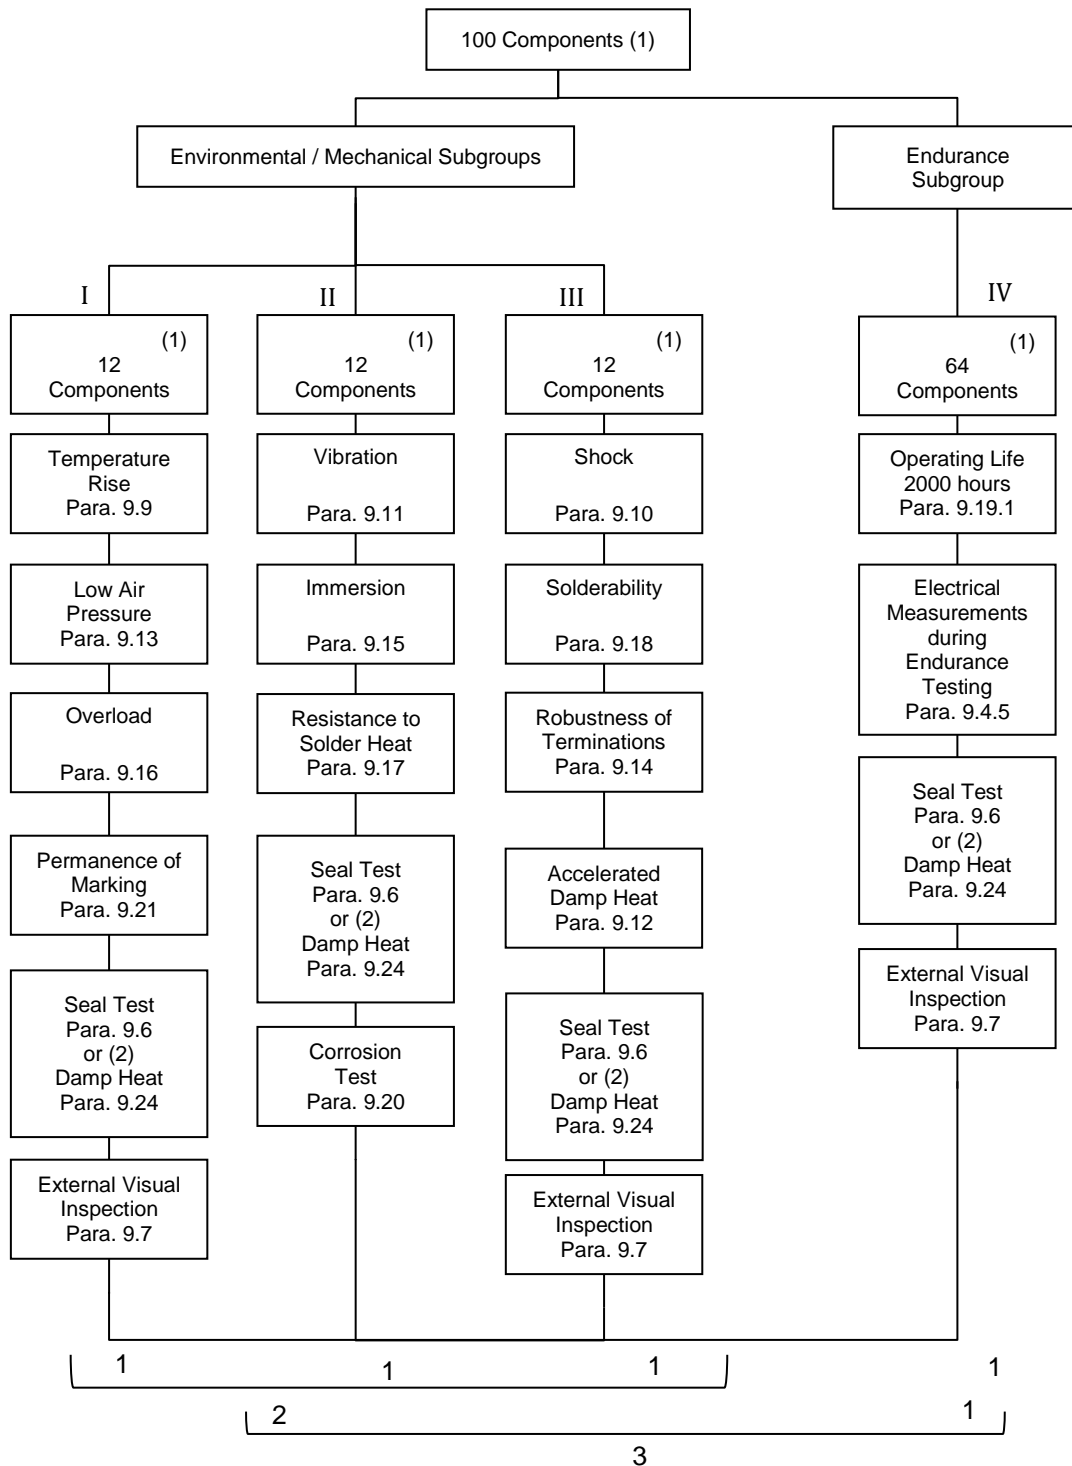 100 Components (1)
Environmental / Mechanical Subgroups
Endurance
Subgroup
I
(1)
12
Components
Temperature
Rise
Para. 9.9
Low Air
Pressure
Para. 9.13
Overload
Para. 9.16
Permanence of
Marking
Para. 9.21
Seal Test
Para. 9.6
or (2)
Damp Heat
Para. 9.24
External Visual
Inspection
Para. 9.7
II
(1)
12
Components
Vibration
Para. 9.11
Immersion
Para. 9.15
Resistance to
Solder Heat
Para. 9.17
Seal Test
Para. 9.6
or (2)
Damp Heat
Para. 9.24
Corrosion
Test
Para. 9.20
III
(1)
12
Components
Shock
Para. 9.10
Solderability
Para. 9.18
Robustness of
Terminations
Para. 9.14
Accelerated
Damp Heat
Para. 9.12
Seal Test
Para. 9.6
or (2)
Damp Heat
Para. 9.24
External Visual
Inspection
Para. 9.7
IV
(1)
64
Components
Operating Life
2000 hours
Para. 9.19.1
Electrical
Measurements
during
Endurance
Testing
Para. 9.4.5
Seal Test
Para. 9.6
or (2)
Damp Heat
Para. 9.24
External Visual
Inspection
Para. 9.7
1 1 1 1
2 1
3